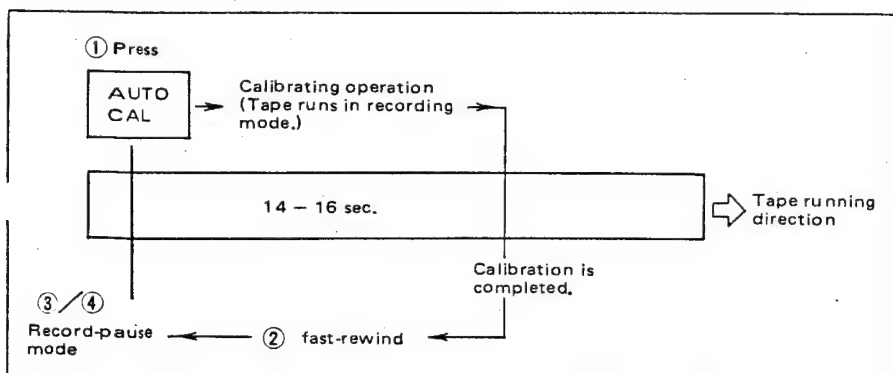 ① Press
AUTO
CAL
Calibrating operation
(Tape runs in recording
mode.)
14 – 16 sec.
Tape running
direction
Calibration is
completed.
③/④
Record-pause
mode
② fast-rewind